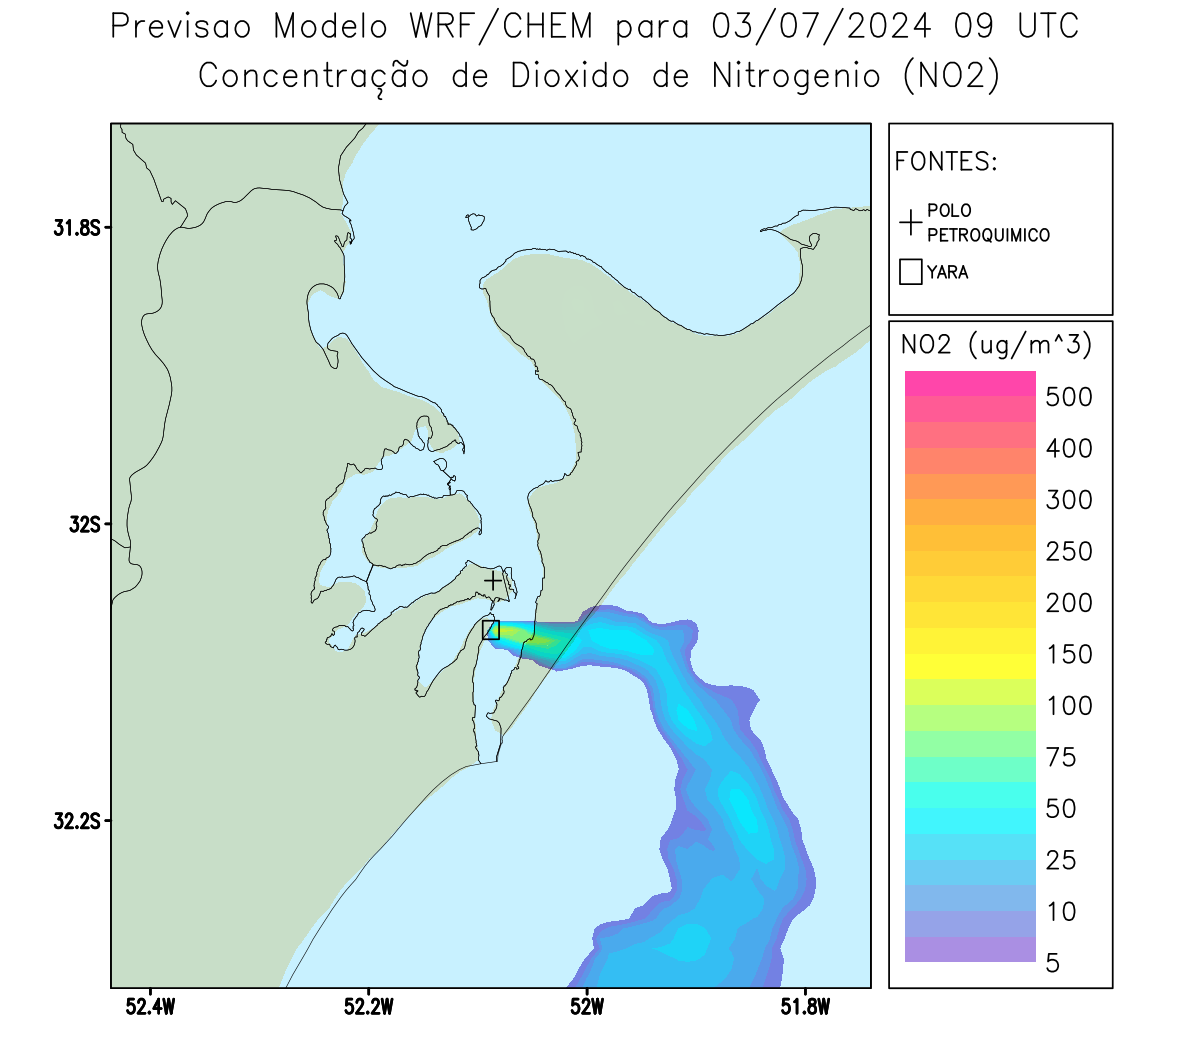 Previsao Modelo WRF/CHEM para 03/07/2024 09 UTC
Concentração de Dioxido de Nitrogenio (NO2)
FONTES:
POLO
PETROQUIMICO
YARA
NO2 (ug/m^3)
500
400
300
250
200
150
100
75
50
25
10
5
31.8S
32S
32.2S
52.4W
52.2W
52W
51.8W